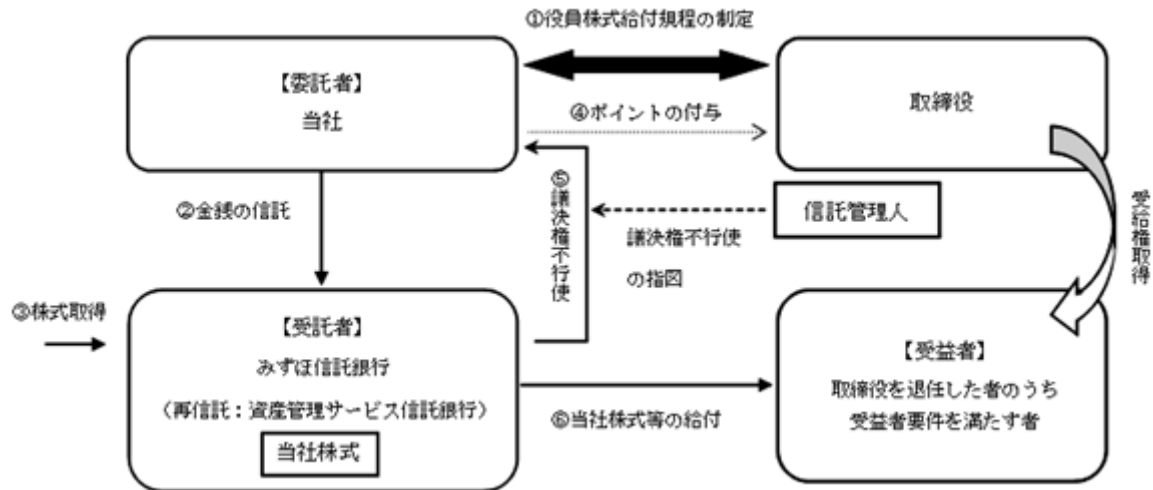 ①役員株式給付規程の制定
【委託者】
当社
取締役
④ポイントの付与
②金銭の信託
⑤議決権不行使
信託管理人
議決権不行使
の指図
受給権取得
③株式取得
【受託者】
みずほ信託銀行
（再信託：資産管理サービス信託銀行）
当社株式
⑥当社株式等の給付
【受益者】
取締役を退任した者のうち
受益者要件を満たす者